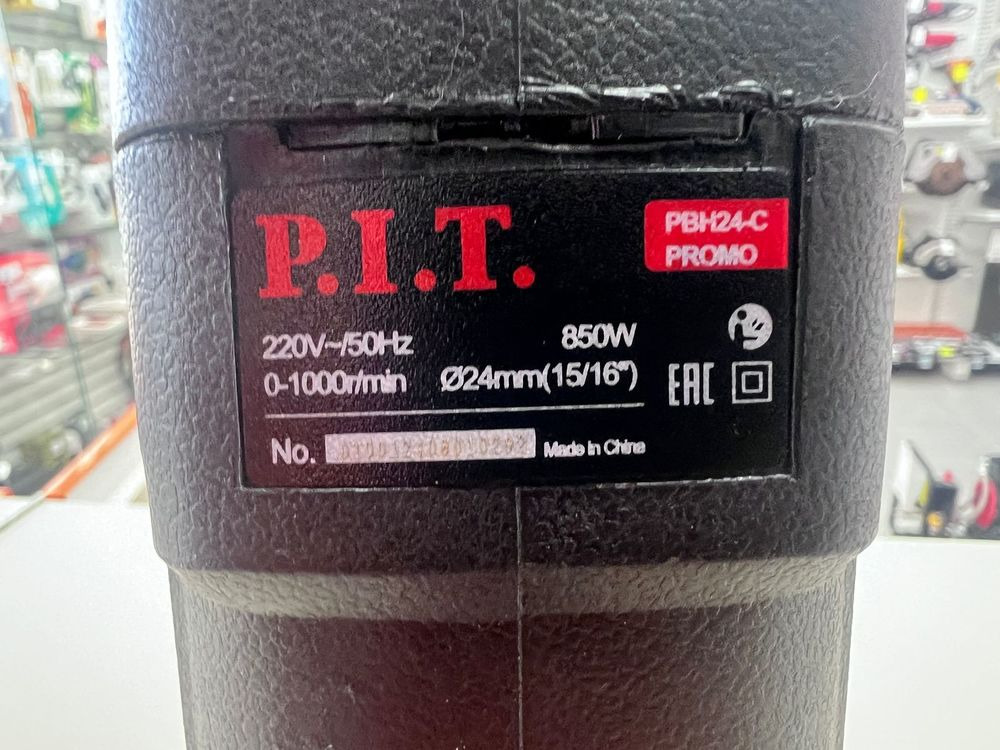 P.I.T.
PBH24-C
PROMO
220V~/50Hz 850W
0-1000r/min Ø24mm(15/16")
EAC
No.
Made in China